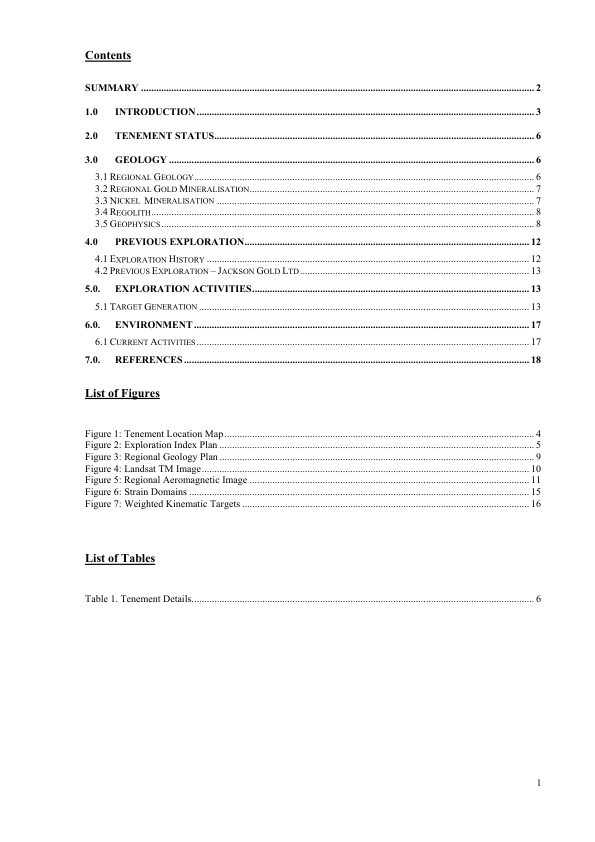 Contents
SUMMARY ........ 2
1.0 INTRODUCTION ........ 3
2.0 TENEMENT STATUS ........ 6
3.0 GEOLOGY ........ 6
3.1 REGIONAL GEOLOGY ........ 6
3.2 REGIONAL GOLD MINERALISATION ........ 7
3.3 NICKEL MINERALISATION ........ 7
3.4 REGOLITH ........ 8
3.5 GEOPHYSICS ........ 8
4.0 PREVIOUS EXPLORATION ........ 12
4.1 EXPLORATION HISTORY ........ 12
4.2 PREVIOUS EXPLORATION – JACKSON GOLD LTD ........ 13
5.0. EXPLORATION ACTIVITIES ........ 13
5.1 TARGET GENERATION ........ 13
6.0. ENVIRONMENT ........ 17
6.1 CURRENT ACTIVITIES ........ 17
7.0. REFERENCES ........ 18
List of Figures
Figure 1: Tenement Location Map ........ 4
Figure 2: Exploration Index Plan ........ 5
Figure 3: Regional Geology Plan ........ 9
Figure 4: Landsat TM Image ........ 10
Figure 5: Regional Aeromagnetic Image ........ 11
Figure 6: Strain Domains ........ 15
Figure 7: Weighted Kinematic Targets ........ 16
List of Tables
Table 1. Tenement Details ........ 6
1